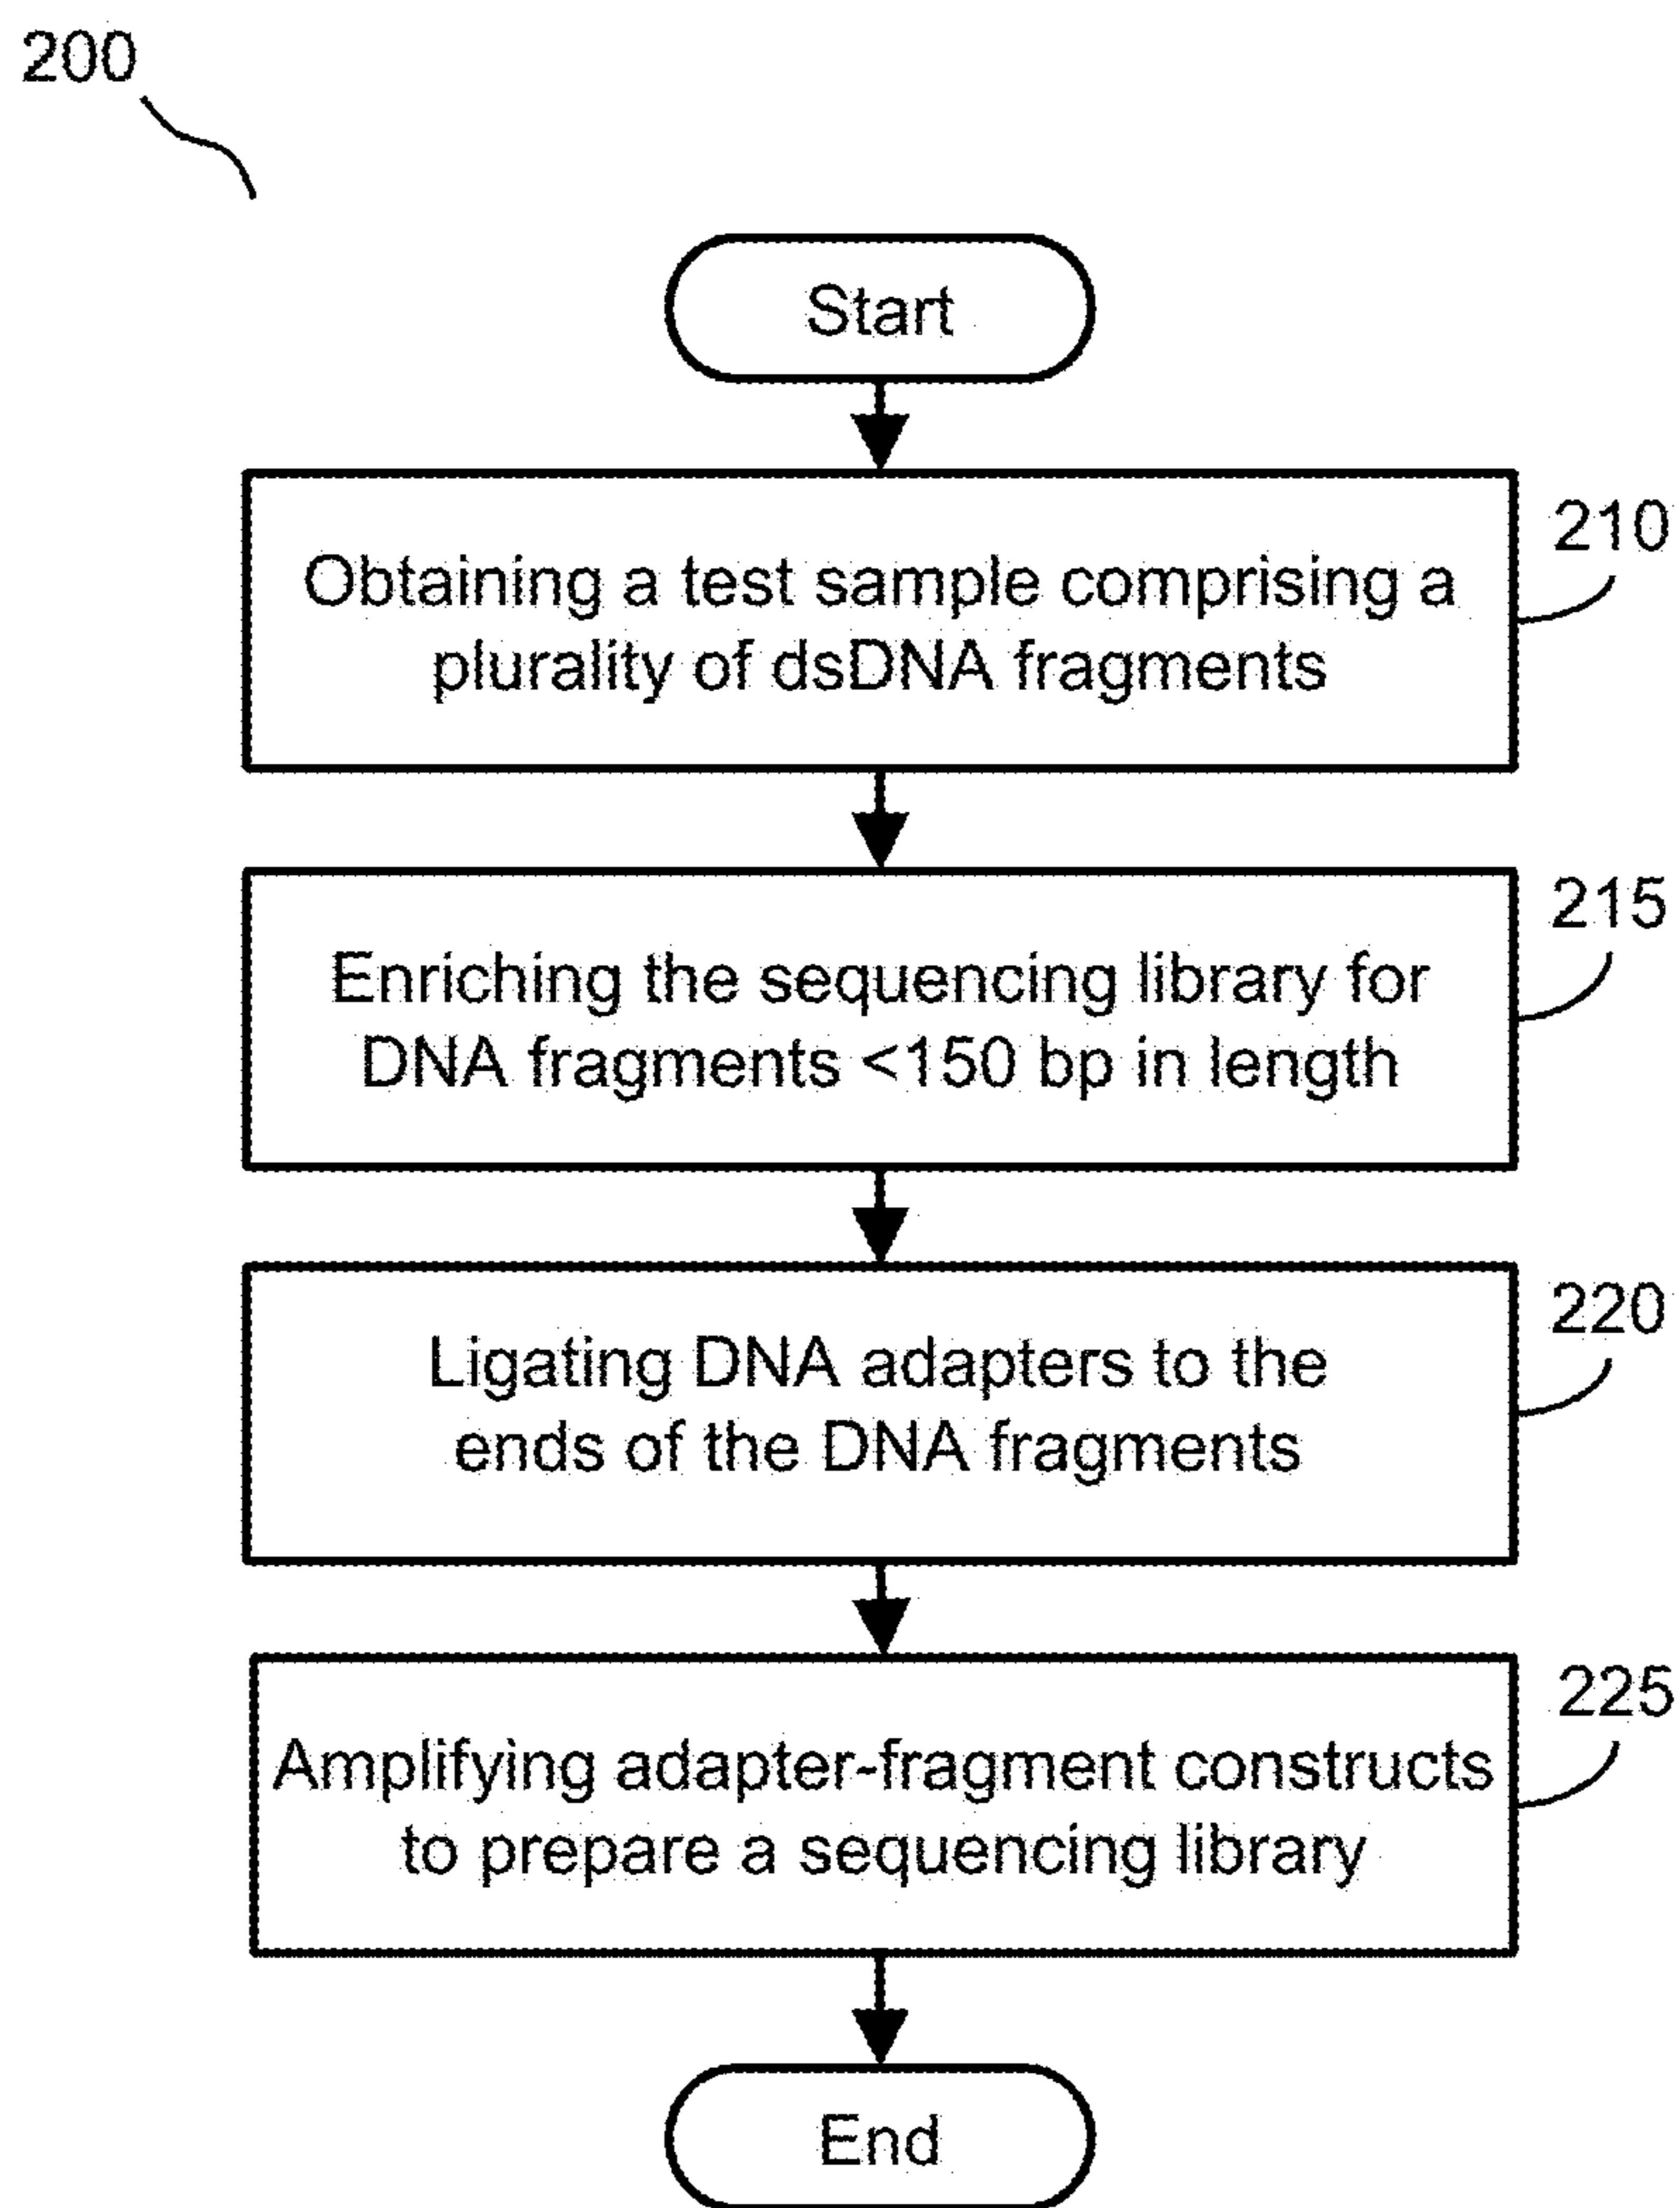 200
Start
210
Obtaining a test sample comprising a
plurality of dsDNA fragments
215
Enriching the sequencing library for
DNA fragments <150 bp in length
220
Ligating DNA adapters to the
ends of the DNA fragments
225
Amplifying adapter-fragment constructs
to prepare a sequencing library
End